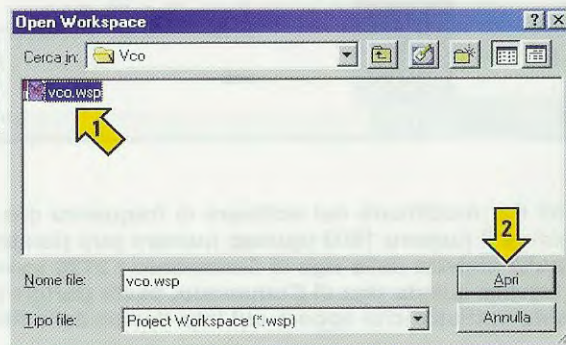 Open Workspace
? X
Cerca in: Vco
vco.wsp
1
2
Nome file: vco.wsp Apri
Tipo file: Project Workspace (*.wsp) Annulla